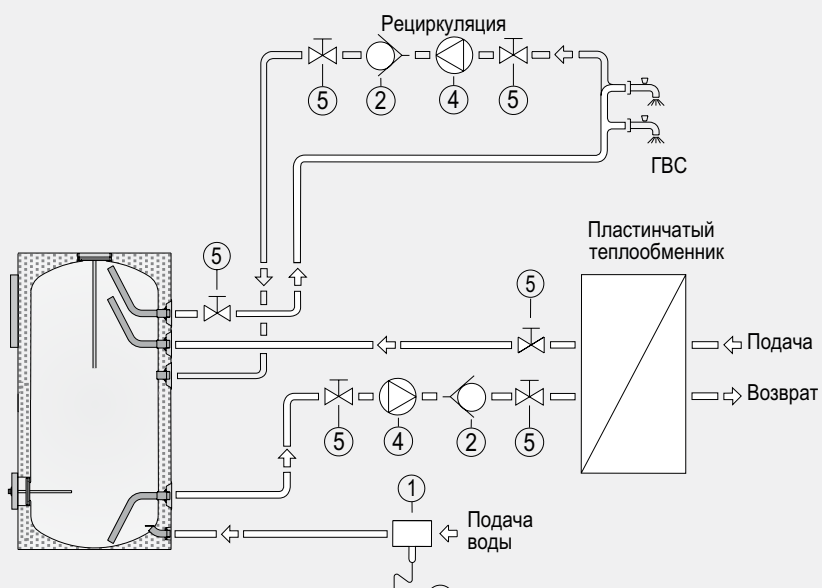 Рециркуляция
5
2
4
5
ГВС
Пластинчатый
теплообменник
5
5
Подача
Возврат
5
4
2
5
1
Подача
воды